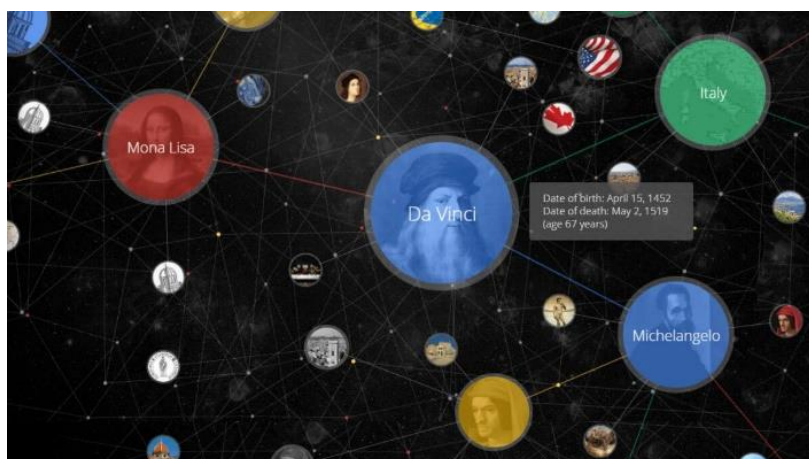 Italy
Mona Lisa
Da Vinci
Date of birth: April 15, 1452
Date of death: May 2, 1519
(age 67 years)
Michelangelo